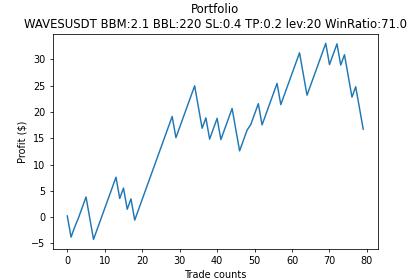 Portfolio
WAVESUSDT BBM:2.1 BBL:220 SL:0.4 TP:0.2 lev:20 WinRatio:71.0
Profit ($)
30
25
20
15
10
5
0
−5
0 10 20 30 40 50 60 70 80
Trade counts